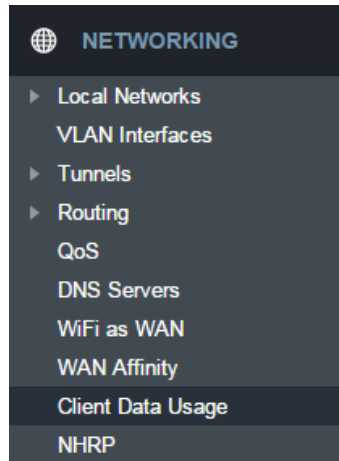 NETWORKING
Local Networks
VLAN Interfaces
Tunnels
Routing
QoS
DNS Servers
WiFi as WAN
WAN Affinity
Client Data Usage
NHRP